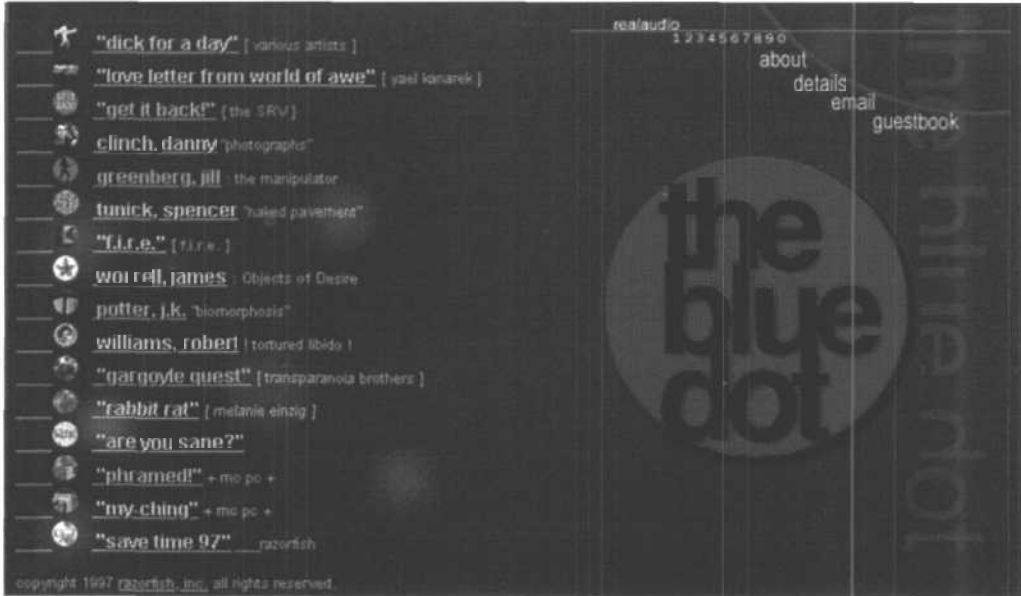 "dick for a day" [ various artists ]
"love letter from world of awe" [ yael kanarek ]
"get it back!" {the SRV}
clinch, danny "photographs"
greenberg, jill : the manipulator
tunick, spencer "naked pavement"
"f.i.r.e." [ f.i.r.e. ]
worrell, james : Objects of Desire
potter, j.k. "biomorphosis"
williams, robert ! tortured libido !
"gargoyle quest" [ transparanoia brothers ]
"rabbit rat" [ melanie einzig ]
"are you sane?"
"phramed!" + mo pc +
"my-ching" + mo pc +
"save time 97" __razorfish
copyright 1997 razorfish, inc. all rights reserved.
realaudio
1 2 3 4 5 6 7 8 9 0
about
details
email
guestbook
the
blue
dot
the blue dot